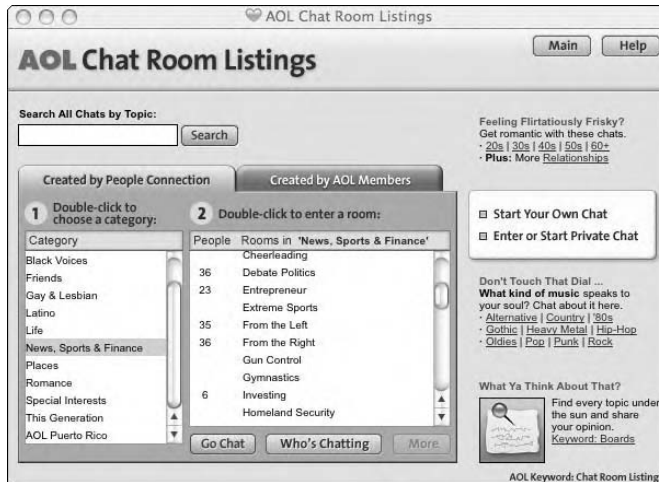 AOL Chat Room Listings
AOL Chat Room Listings
Main
Help
Search All Chats by Topic:
Search
Created by People Connection
Created by AOL Members
1 Double-click to
choose a category:
Category
Black Voices
Friends
Gay & Lesbian
Latino
Life
News, Sports & Finance
Places
Romance
Special Interests
This Generation
AOL Puerto Rico
2 Double-click to enter a room:
People Rooms in 'News, Sports & Finance'
Cheerleading
36 Debate Politics
23 Entrepreneur
Extreme Sports
35 From the Left
36 From the Right
Gun Control
Gymnastics
6 Investing
Homeland Security
Go Chat
Who's Chatting
More
Feeling Flirtatiously Frisky?
Get romantic with these chats.
· 20s | 30s | 40s | 50s | 60+
· Plus: More Relationships
Start Your Own Chat
Enter or Start Private Chat
Don't Touch That Dial ...
What kind of music speaks to
your soul? Chat about it here.
· Alternative | Country | '80s
· Gothic | Heavy Metal | Hip-Hop
· Oldies | Pop | Punk | Rock
What Ya Think About That?
Find every topic under
the sun and share
your opinion.
Keyword: Boards
AOL Keyword: Chat Room Listing